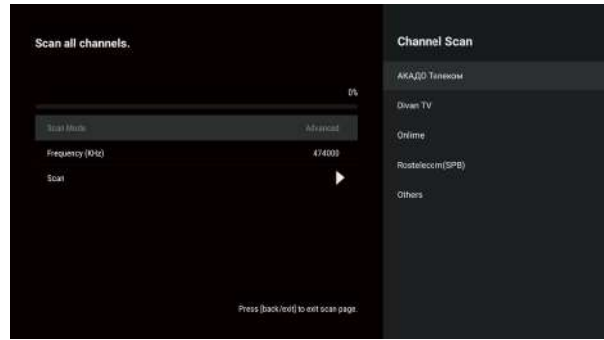 Scan all channels.
0%
Scan Mode Advanced
Frequency (KHz) 474000
Scan
Press [back/exit] to exit scan page.
Channel Scan
АКАДО Телеком
Divan TV
Onlime
Rostelecom(SPB)
Others